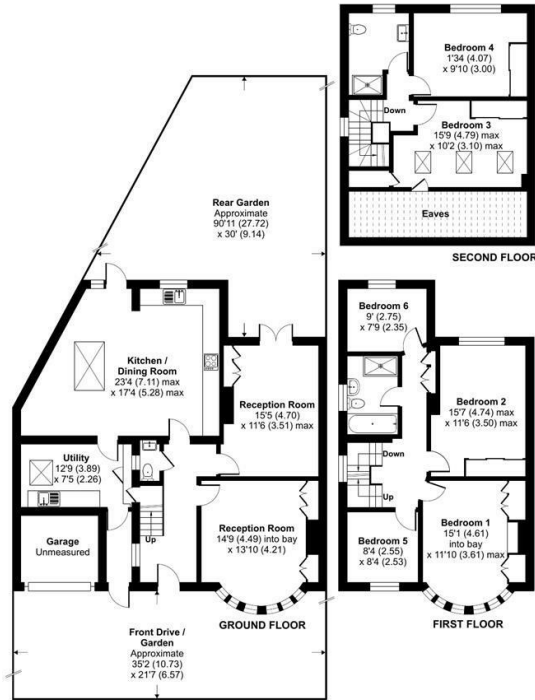 Bedroom 4
1'34 (4.07)
x 9'10 (3.00)
Down
Bedroom 3
15'9 (4.79) max
x 10'2 (3.10) max
Eaves
SECOND FLOOR
Rear Garden
Approximate
90'11 (27.72)
x 30' (9.14)
Kitchen /
Dining Room
23'4 (7.11) max
x 17'4 (5.28) max
Reception Room
15'5 (4.70)
x 11'6 (3.51) max
Utility
12'9 (3.89)
x 7'5 (2.26)
Garage
Unmeasured
Up
Reception Room
14'9 (4.49) into bay
x 13'10 (4.21)
Front Drive /
Garden
Approximate
35'2 (10.73)
x 21'7 (6.57)
GROUND FLOOR
Bedroom 6
9' (2.75)
x 7'9 (2.35)
Bedroom 2
15'7 (4.74) max
x 11'6 (3.50) max
Down
Up
Bedroom 5
8'4 (2.55)
x 8'4 (2.53)
Bedroom 1
15'1 (4.61)
into bay
x 11'10 (3.61) max
FIRST FLOOR